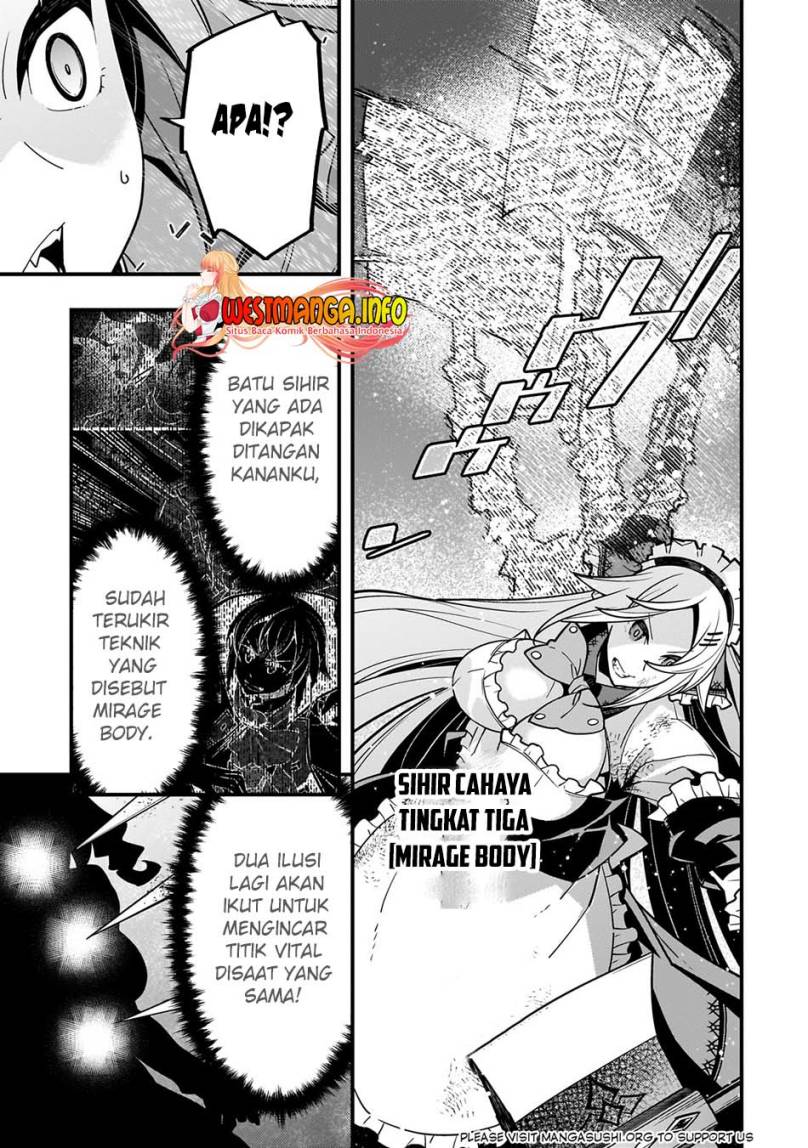 APA!?
WESTMANGA.INFO
Situs Baca Komik Berbahasa Indonesia
BATU SIHIR
YANG ADA
DIKAPAK
DITANGAN
KANANKU,
SUDAH
TERUKIR
TEKNIK
YANG
DISEBUT
MIRAGE
BODY.
SIHIR CAHAYA
TINGKAT TIGA
[MIRAGE BODY]
DUA ILUSI
LAGI AKAN
IKUT UNTUK
MENGINCAR
TITIK VITAL
DISAAT YANG
SAMA!
PLEASE VISIT MANGASUSHI.ORG TO SUPPORT US